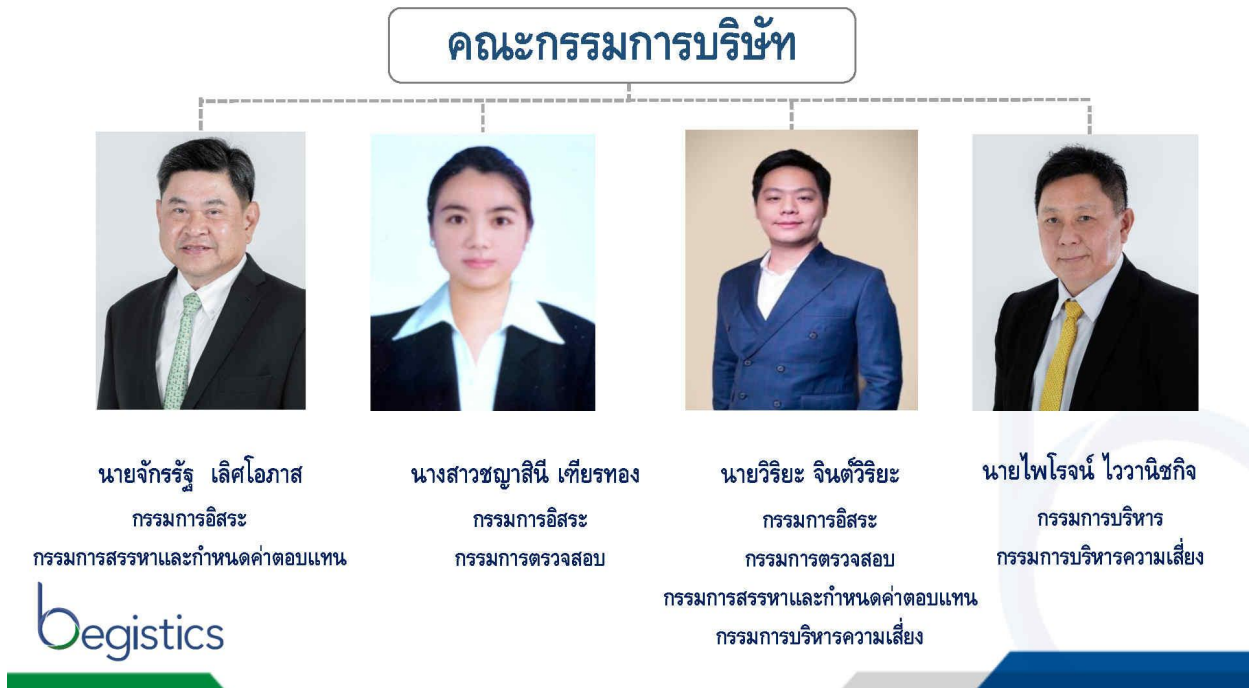 คณะกรรมการบริษัท
นายจักรรัฐ เลิศโอภาส
กรรมการอิสระ
กรรมการสรรหาและกำหนดค่าตอบแทน
นางสาวชญาสินี เฑียรทอง
กรรมการอิสระ
กรรมการตรวจสอบ
นายวิริยะ จินต์วิริยะ
กรรมการอิสระ
กรรมการตรวจสอบ
กรรมการสรรหาและกำหนดค่าตอบแทน
กรรมการบริหารความเสี่ยง
นายไพโรจน์ ไววานิชกิจ
กรรมการบริหาร
กรรมการบริหารความเสี่ยง
begistics